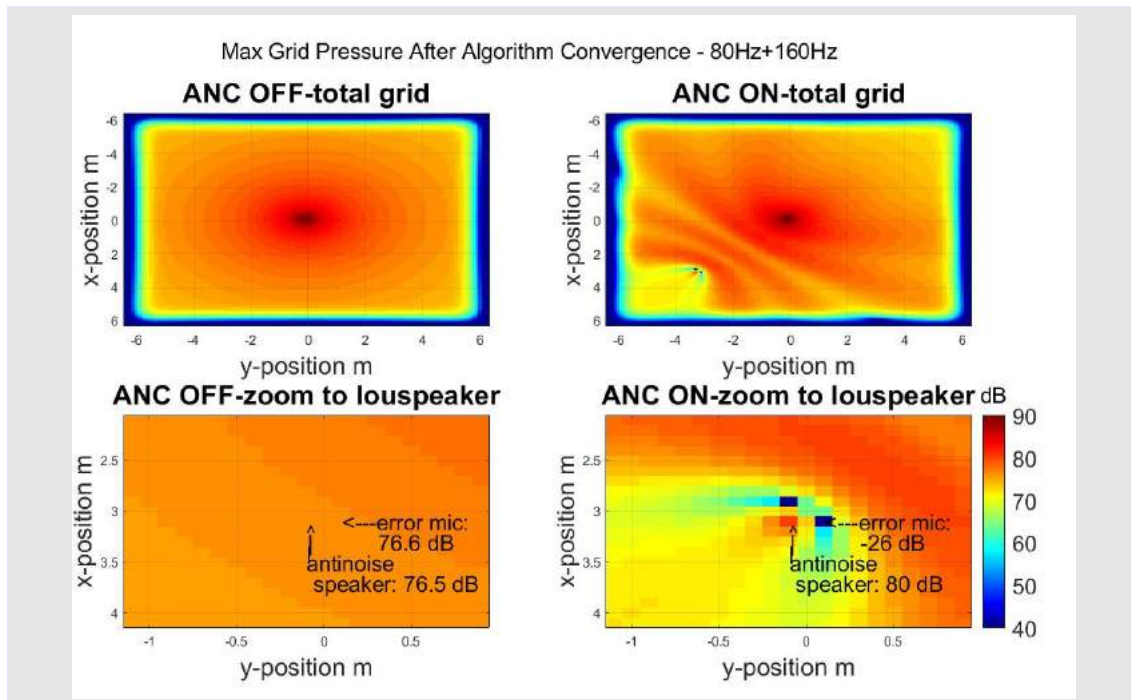 Max Grid Pressure After Algorithm Convergence - 80Hz+160Hz
ANC OFF-total grid
x-position m
-6
-4
-2
0
2
4
6
-6 -4 -2 0 2 4 6
y-position m
ANC ON-total grid
x-position m
-6
-4
-2
0
2
4
6
-6 -4 -2 0 2 4 6
y-position m
ANC OFF-zoom to louspeaker
x-position m
2.5
3
3.5
4
<---error mic:
76.6 dB
antinoise
speaker: 76.5 dB
-1 -0.5 0 0.5
y-position m
ANC ON-zoom to louspeaker
x-position m
2.5
3
3.5
4
<---error mic:
-26 dB
antinoise
speaker: 80 dB
-1 -0.5 0 0.5
y-position m
dB
90
80
70
60
50
40